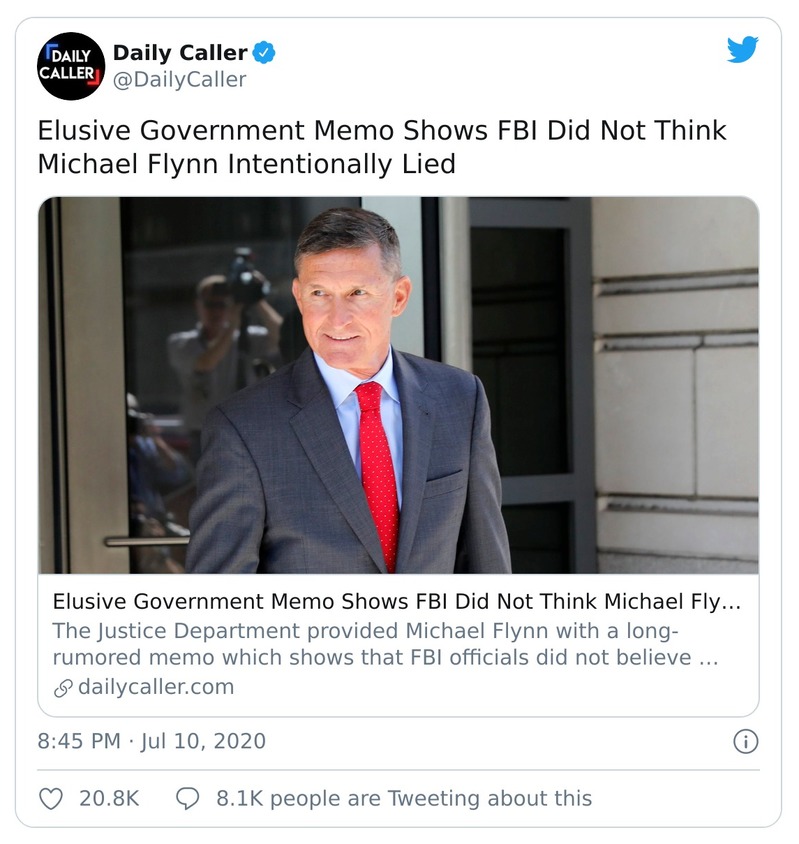 DAILY
CALLER
Daily Caller
@DailyCaller
Elusive Government Memo Shows FBI Did Not Think
Michael Flynn Intentionally Lied
Elusive Government Memo Shows FBI Did Not Think Michael Fly…
The Justice Department provided Michael Flynn with a long-
rumored memo which shows that FBI officials did not believe …
dailycaller.com
8:45 PM · Jul 10, 2020
20.8K
8.1K people are Tweeting about this